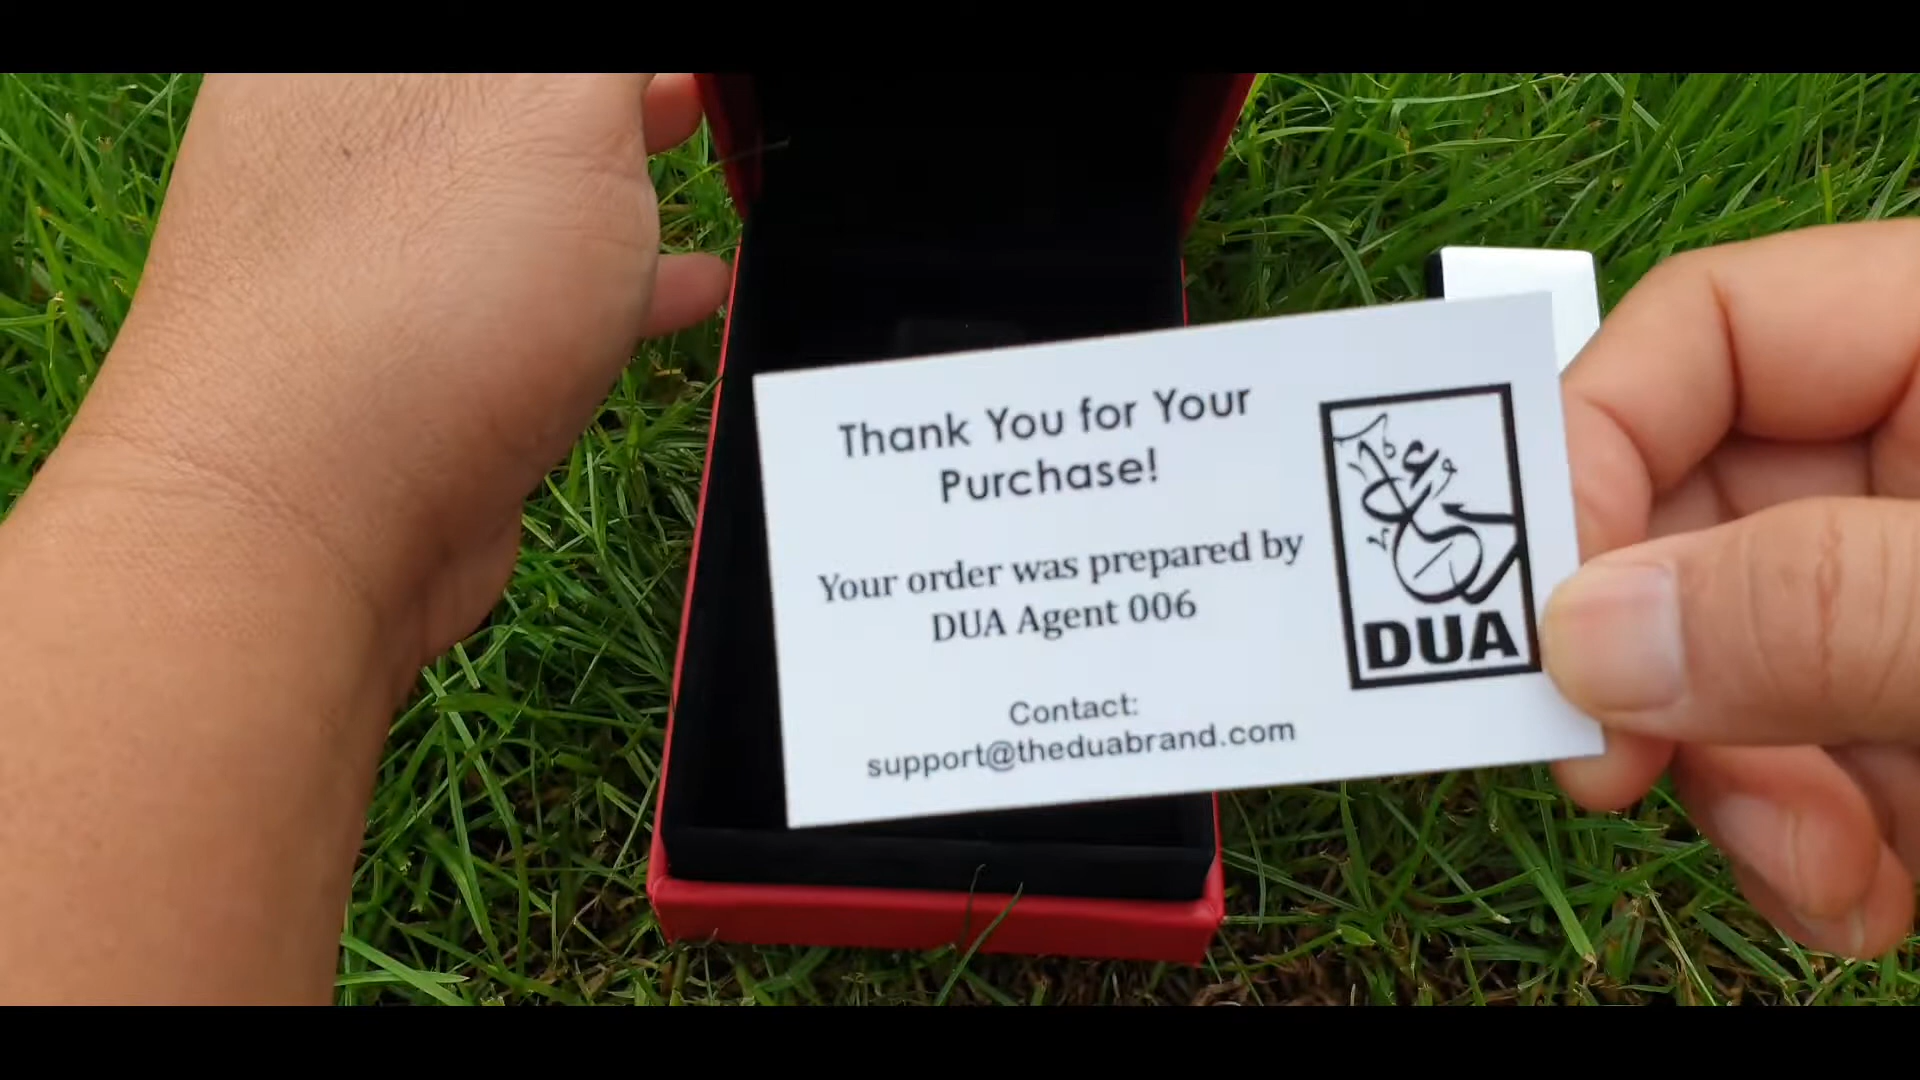 Thank You for Your
Purchase!
Your order was prepared by
DUA Agent 006
Contact:
support@theduabrand.com
DUA